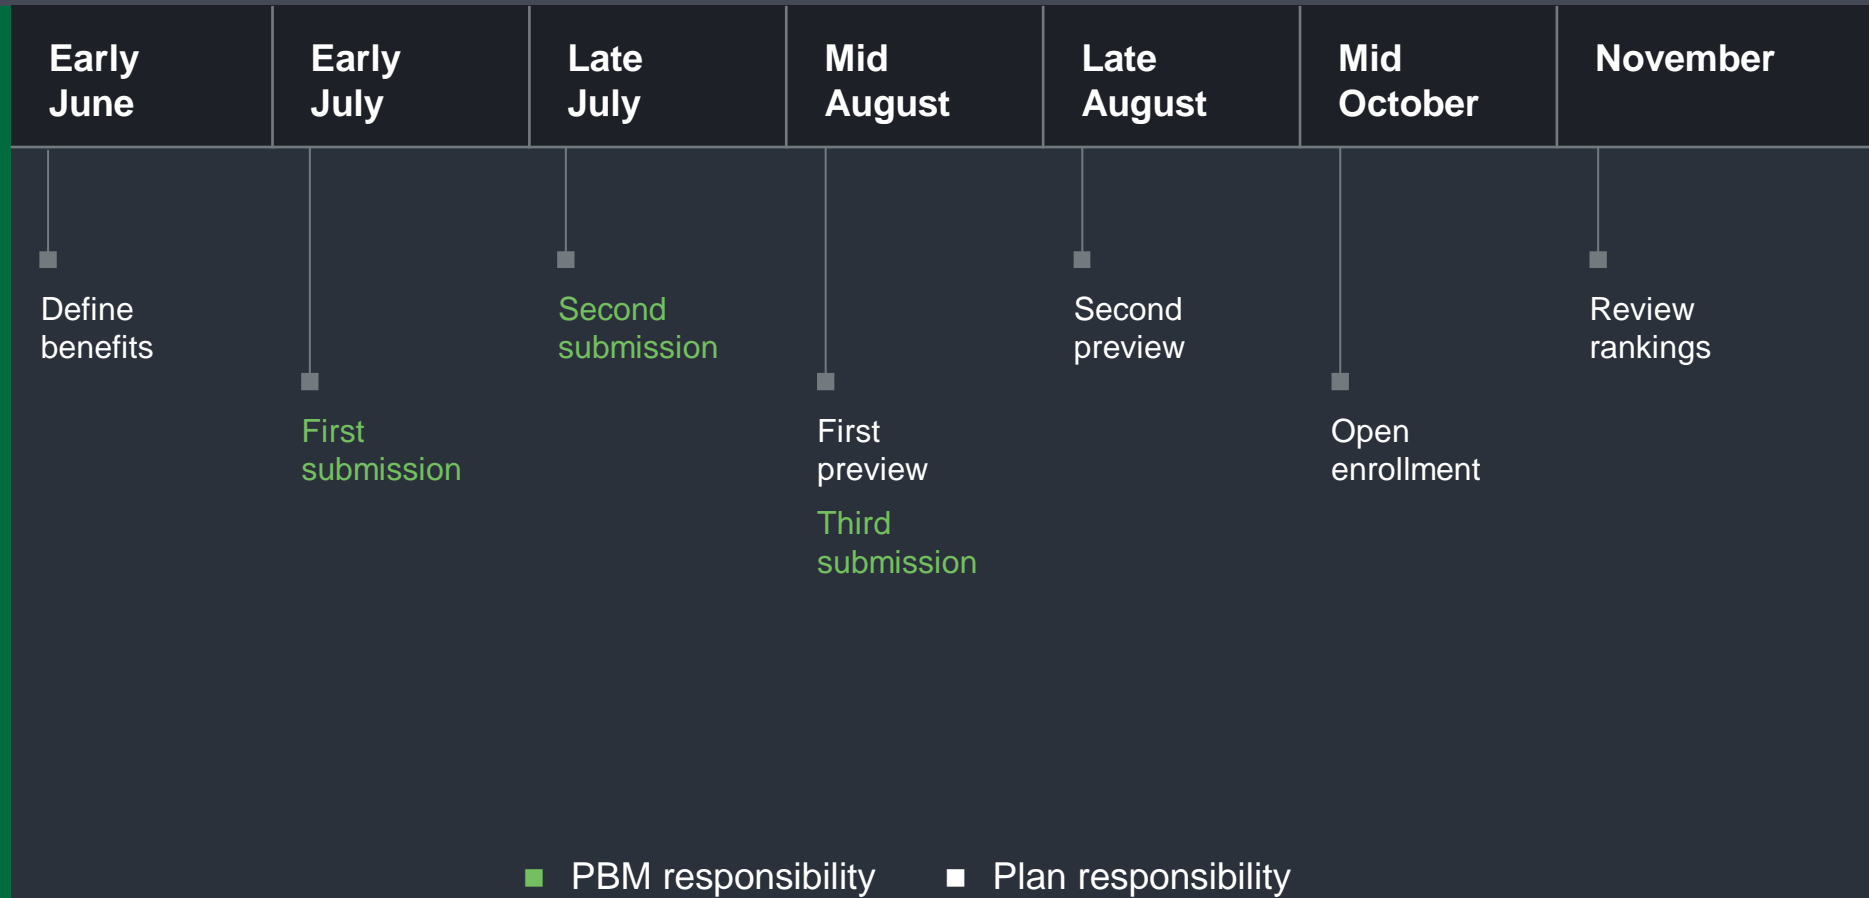 Early
June
Early
July
Late
July
Mid
August
Late
August
Mid
October
November
Define
benefits
First
submission
Second
submission
First
preview
Third
submission
Second
preview
Open
enrollment
Review
rankings
PBM responsibility
Plan responsibility